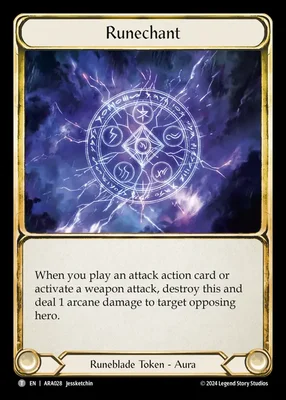 Runechant
When you play an attack action card or
activate a weapon attack, destroy this and
deal 1 arcane damage to target opposing
hero.
Runeblade Token - Aura
EN | ARA028 Jessketchin
© 2024 Legend Story Studios